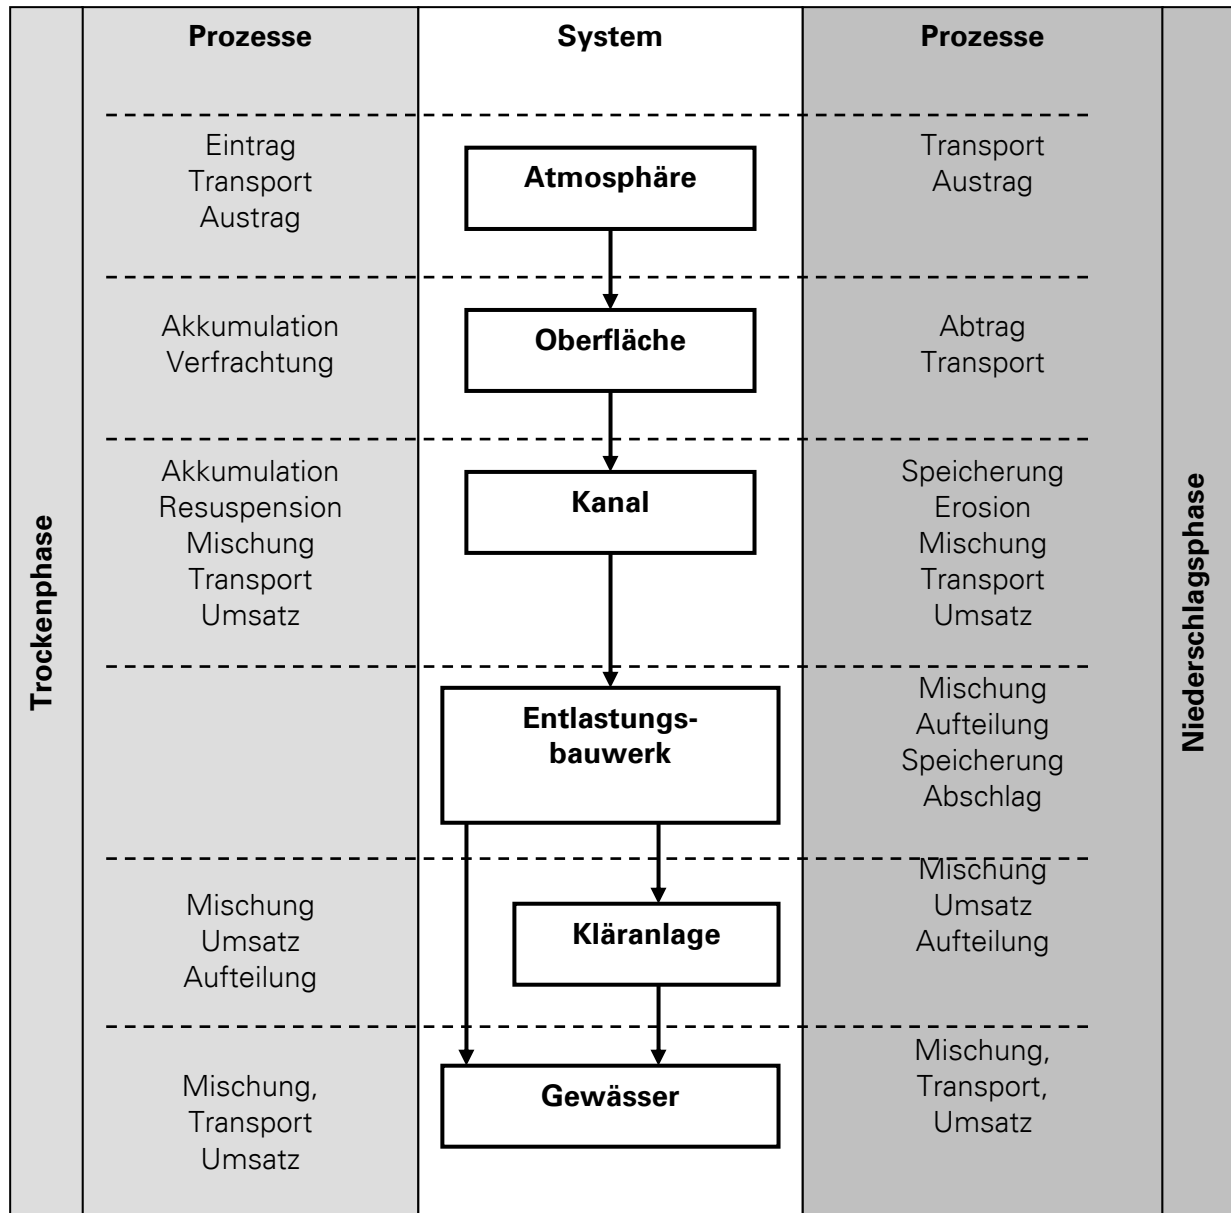 Prozesse
System
Prozesse
Eintrag
Transport
Austrag
Atmosphäre
Transport
Austrag
Akkumulation
Verfrachtung
Oberfläche
Abtrag
Transport
Akkumulation
Resuspension
Mischung
Transport
Umsatz
Kanal
Speicherung
Erosion
Mischung
Transport
Umsatz
Entlastungs-
bauwerk
Mischung
Aufteilung
Speicherung
Abschlag
Mischung
Umsatz
Aufteilung
Kläranlage
Mischung
Umsatz
Aufteilung
Mischung,
Transport
Umsatz
Gewässer
Mischung,
Transport,
Umsatz
Trockenphase
Niederschlagsphase